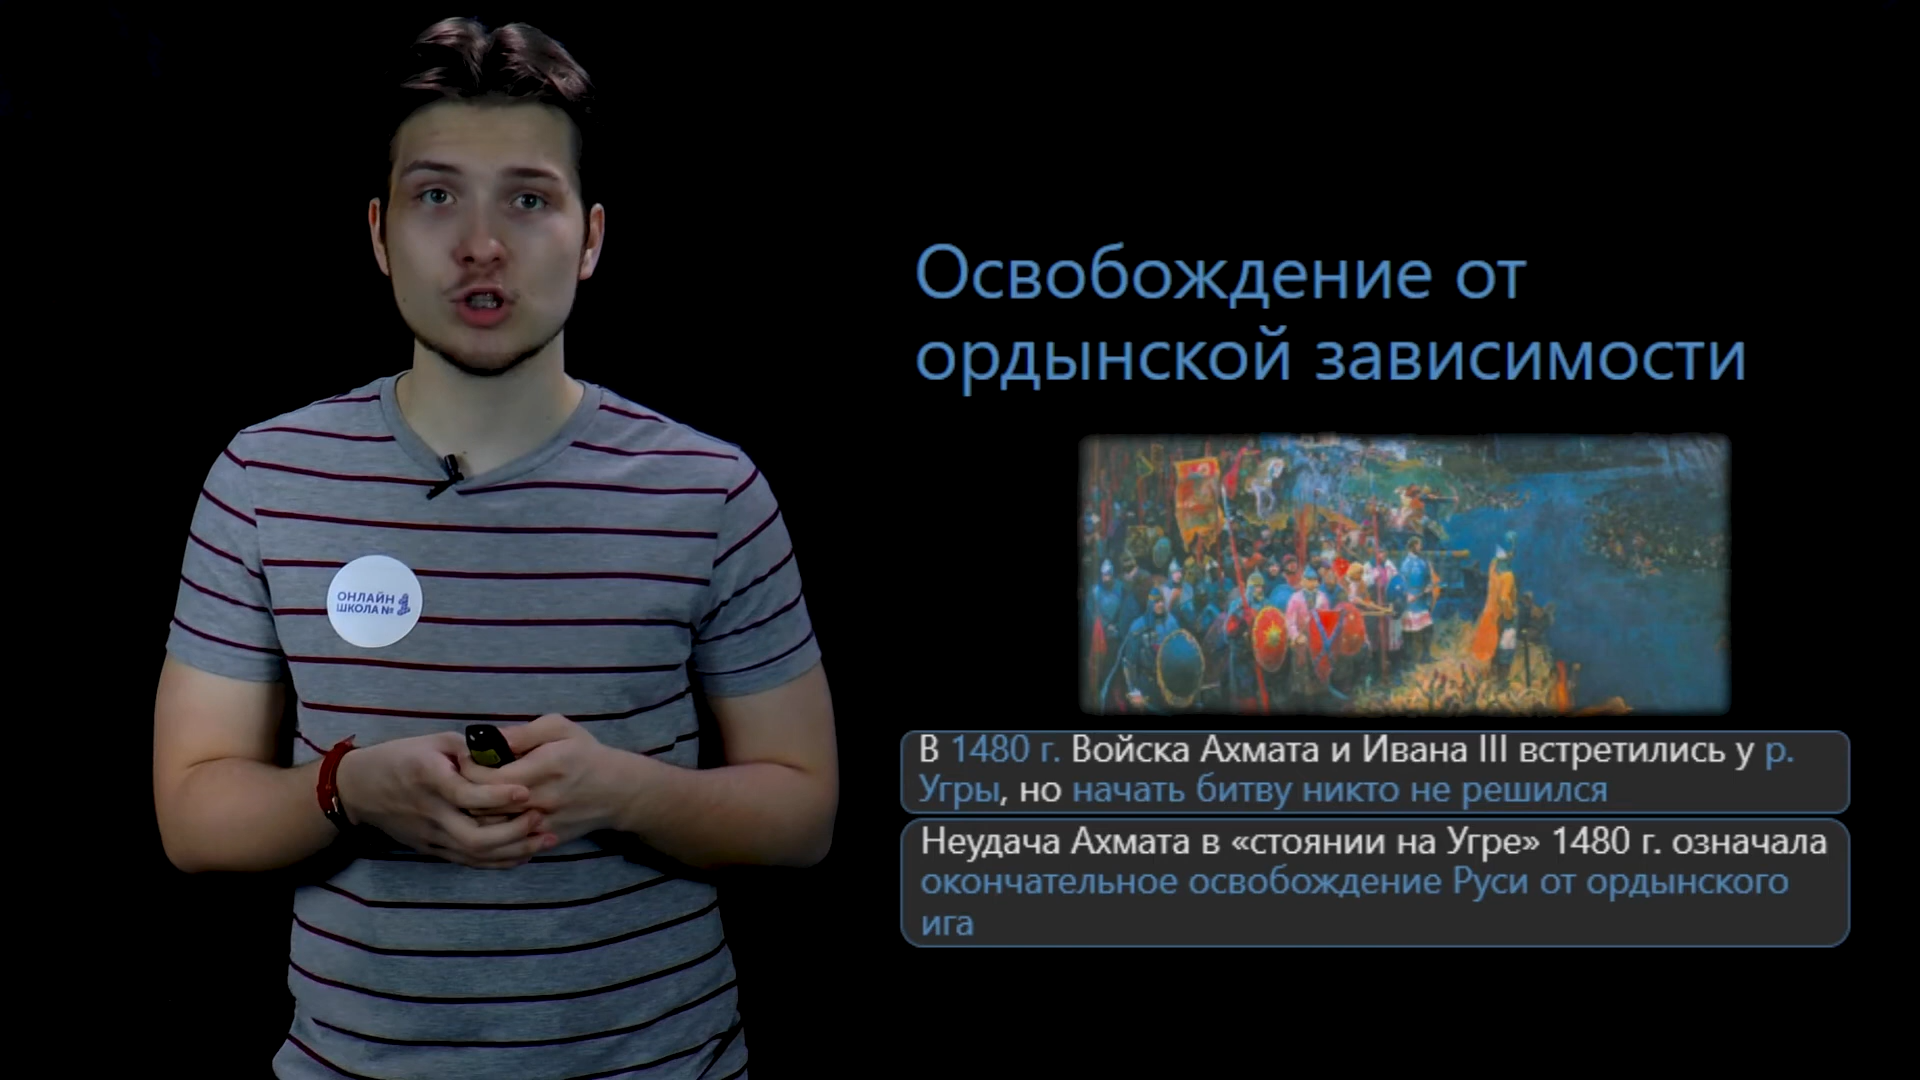 Освобождение от
ордынской зависимости
ОНЛАЙН
ШКОЛА №1
В 1480 г. Войска Ахмата и Ивана III встретились у р.
Угры, но начать битву никто не решился
Неудача Ахмата в «стоянии на Угре» 1480 г. означала
окончательное освобождение Руси от ордынского
ига